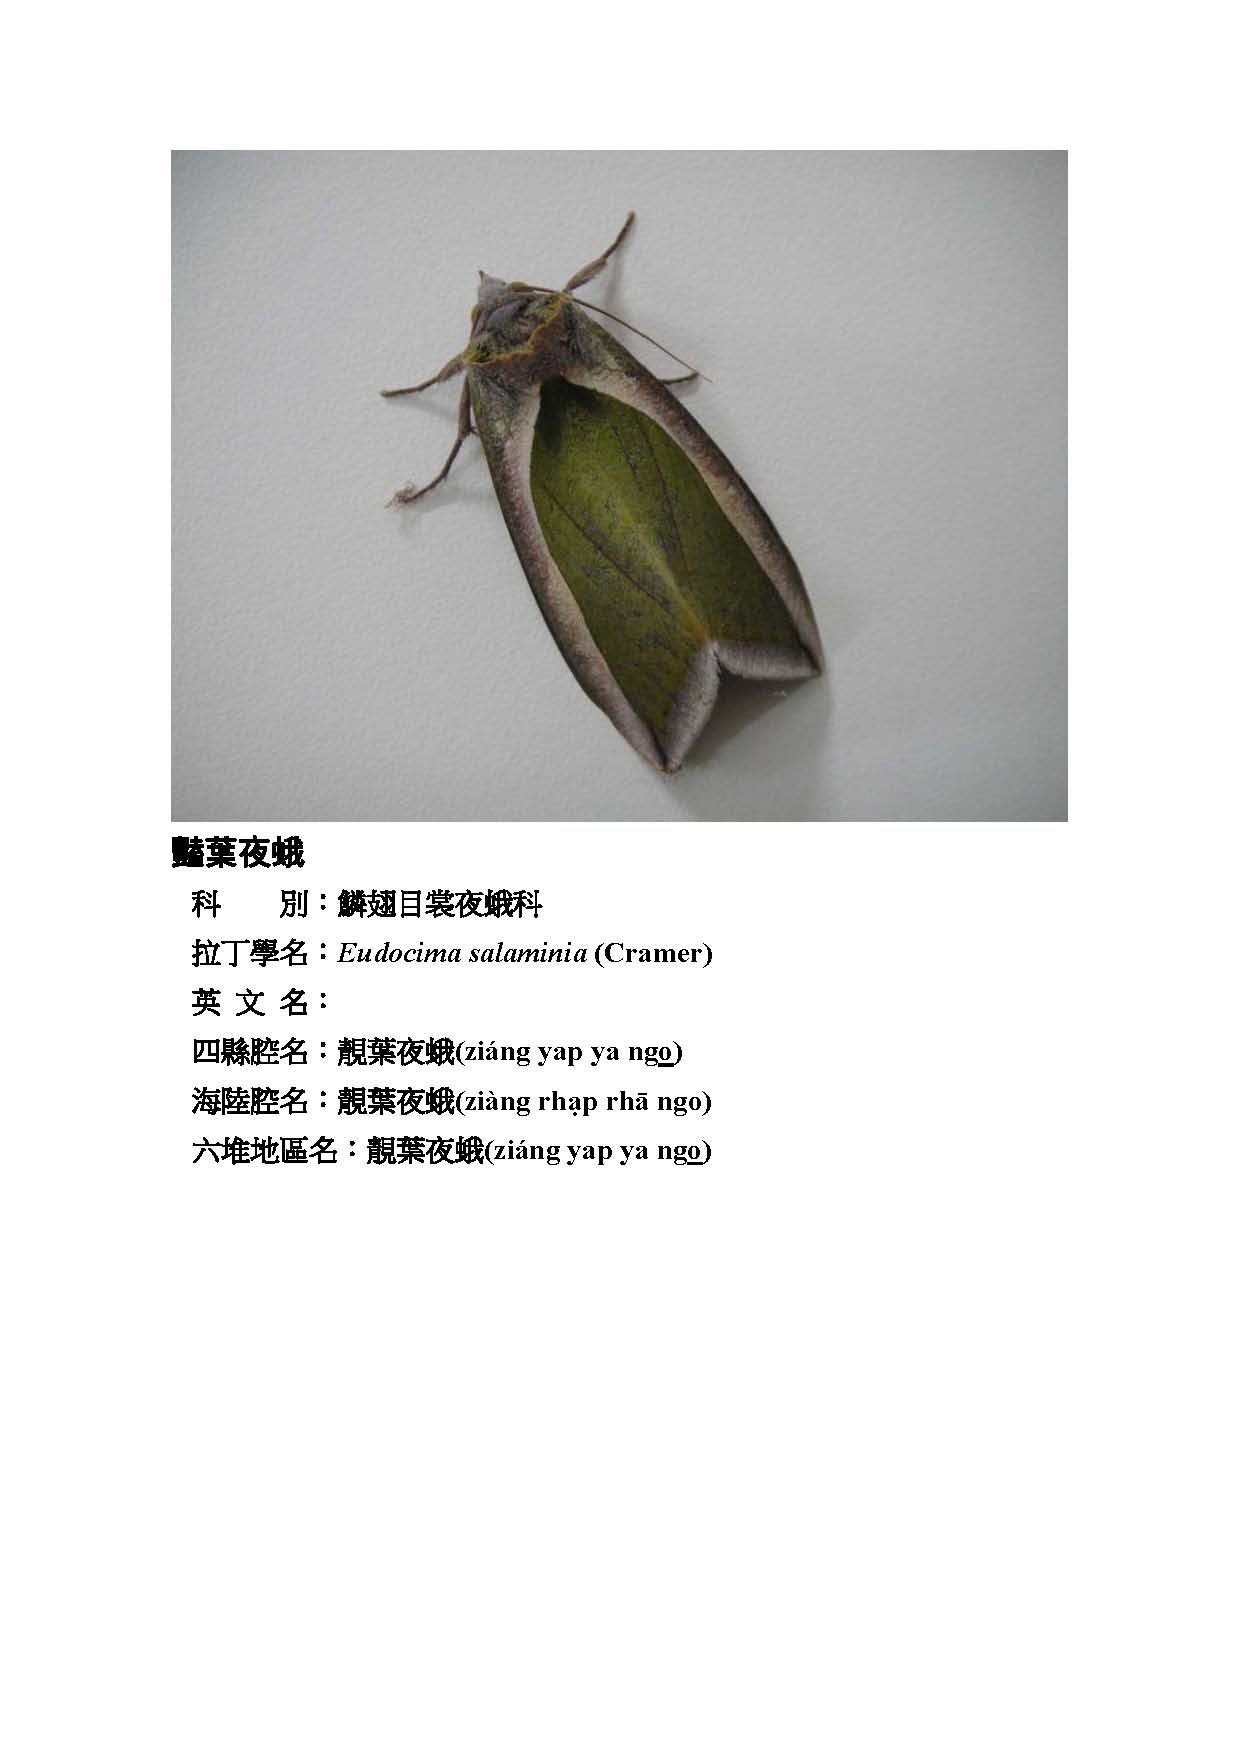 豔葉夜蛾
科　　別：鱗翅目裳夜蛾科
拉丁學名：Eudocima salaminia (Cramer)
英 文 名：
四縣腔名：靚葉夜蛾(ziáng yap ya ngo)
海陸腔名：靚葉夜蛾(ziàng rhạp rhā ngo)
六堆地區名：靚葉夜蛾(ziáng yap ya ngo)